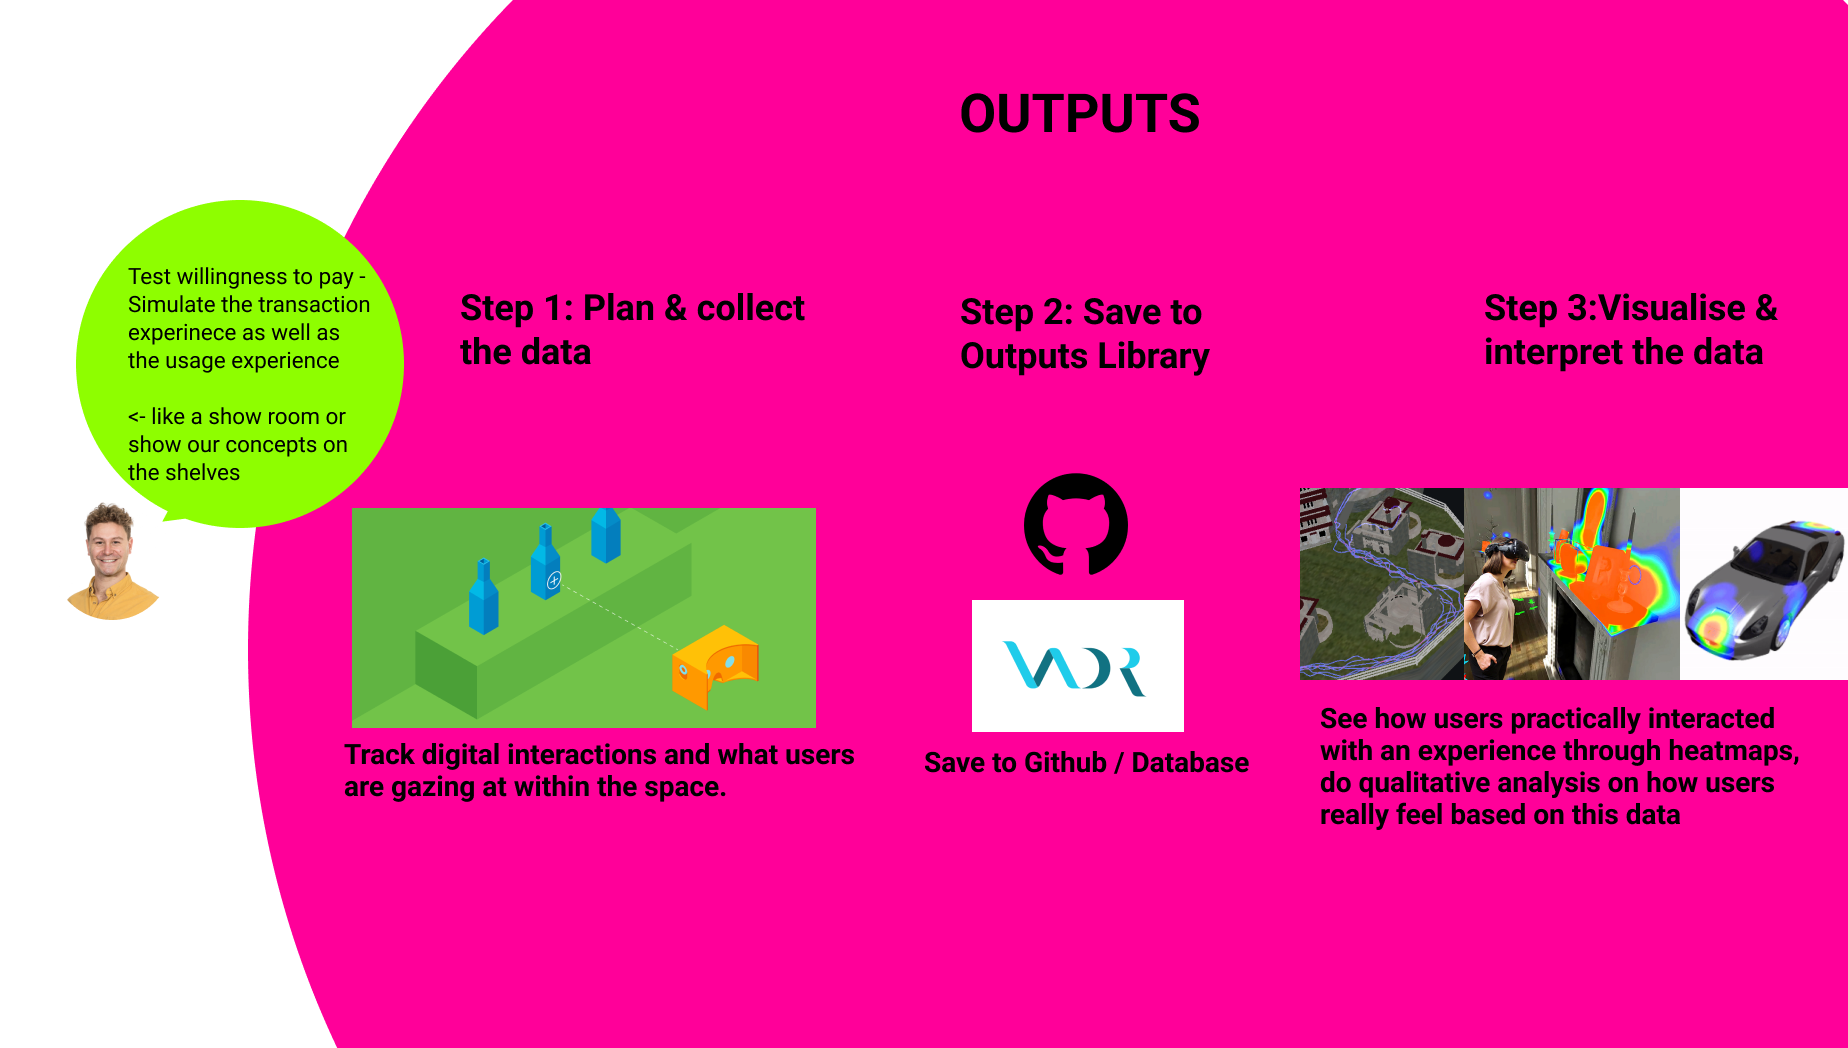 OUTPUTS
Test willingness to pay -
Simulate the transaction
experinece as well as
the usage experience
<- like a show room or
show our concepts on
the shelves
Step 1: Plan & collect
the data
Track digital interactions and what users
are gazing at within the space.
Step 2: Save to
Outputs Library
VADR
Save to Github / Database
Step 3:Visualise &
interpret the data
See how users practically interacted
with an experience through heatmaps,
do qualitative analysis on how users
really feel based on this data